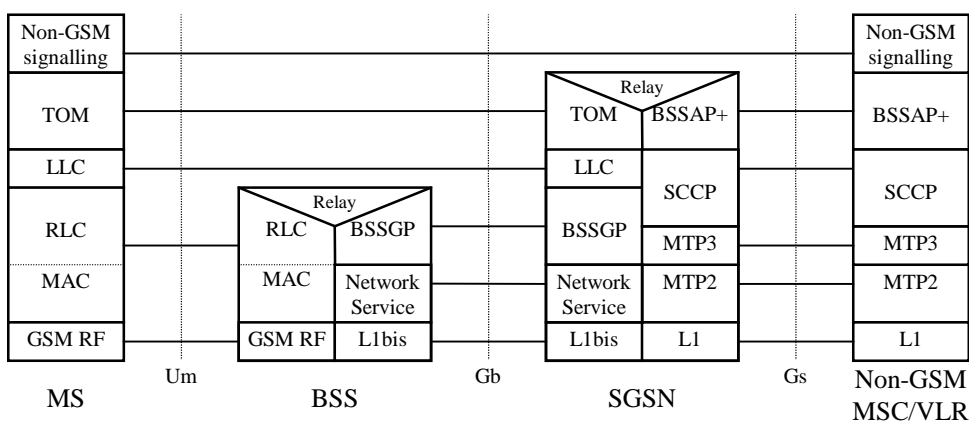 Non-GSM
signalling
Non-GSM
signalling
Relay
TOM
TOM
BSSAP+
BSSAP+
LLC
LLC
SCCP
SCCP
Relay
RLC
RLC
BSSGP
BSSGP
MTP3
MTP3
MAC
MAC
Network
Service
Network
Service
MTP2
MTP2
GSM RF
GSM RF
L1bis
L1bis
L1
L1
Um
Gb
Gs
MS
BSS
SGSN
Non-GSM
MSC/VLR